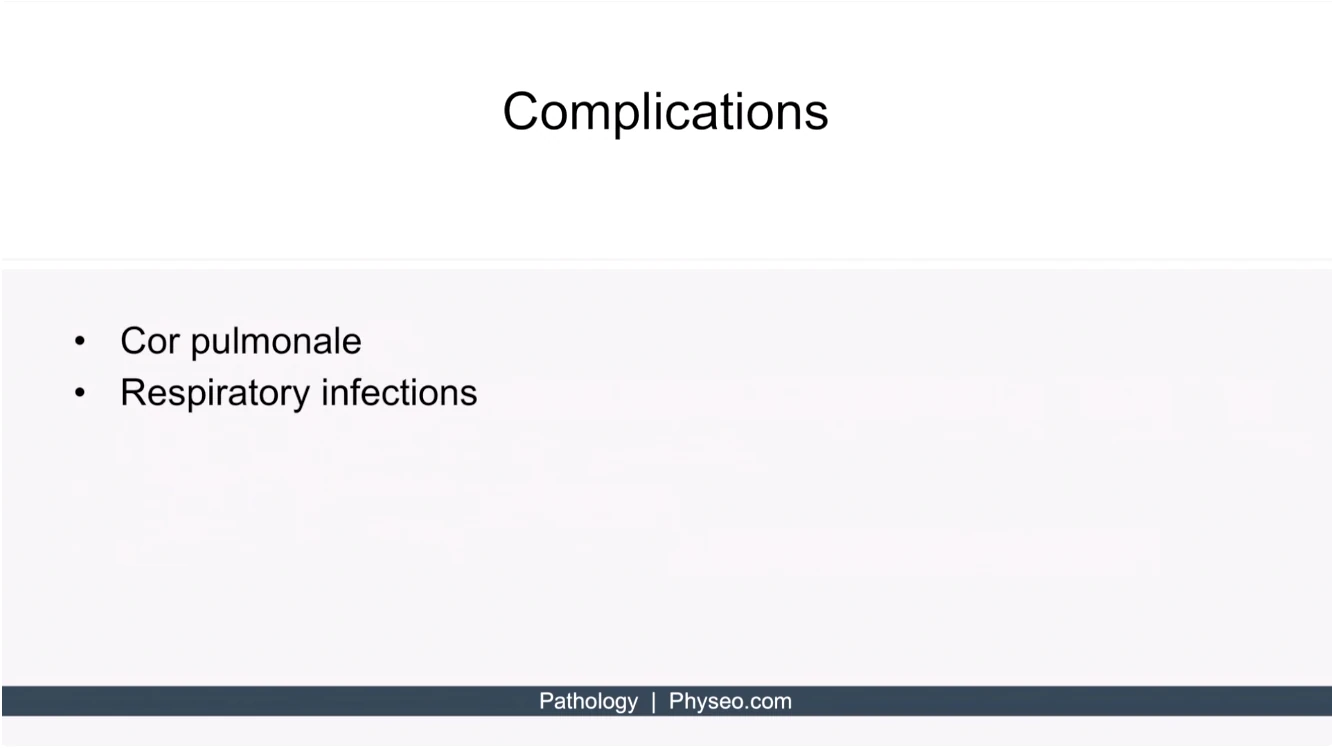 Complications
• Cor pulmonale
• Respiratory infections
Pathology | Physeo.com